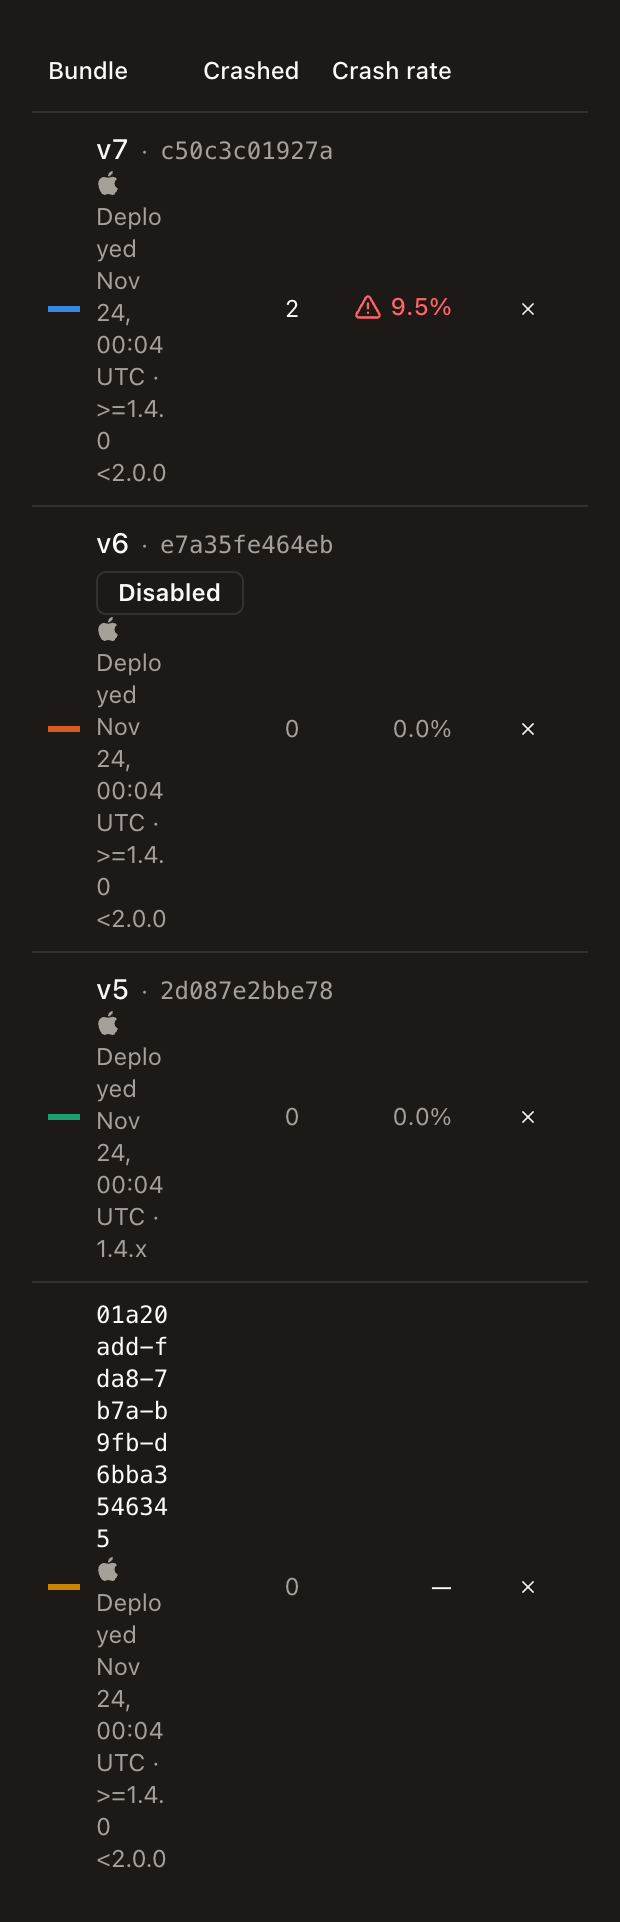 Bundle Crashed Crash rate
v7 · c50c3c01927a
Deplo
yed
Nov
24,
00:04
UTC ·
>=1.4.
0
<2.0.0
2 9.5% ×
v6 · e7a35fe464eb
Disabled
Deplo
yed
Nov
24,
00:04
UTC ·
>=1.4.
0
<2.0.0
0 0.0% ×
v5 · 2d087e2bbe78
Deplo
yed
Nov
24,
00:04
UTC ·
1.4.x
0 0.0% ×
01a20
add-f
da8-7
b7a-b
9fb-d
6bba3
54634
5
Deplo
yed
Nov
24,
00:04
UTC ·
>=1.4.
0
<2.0.0
0 — ×